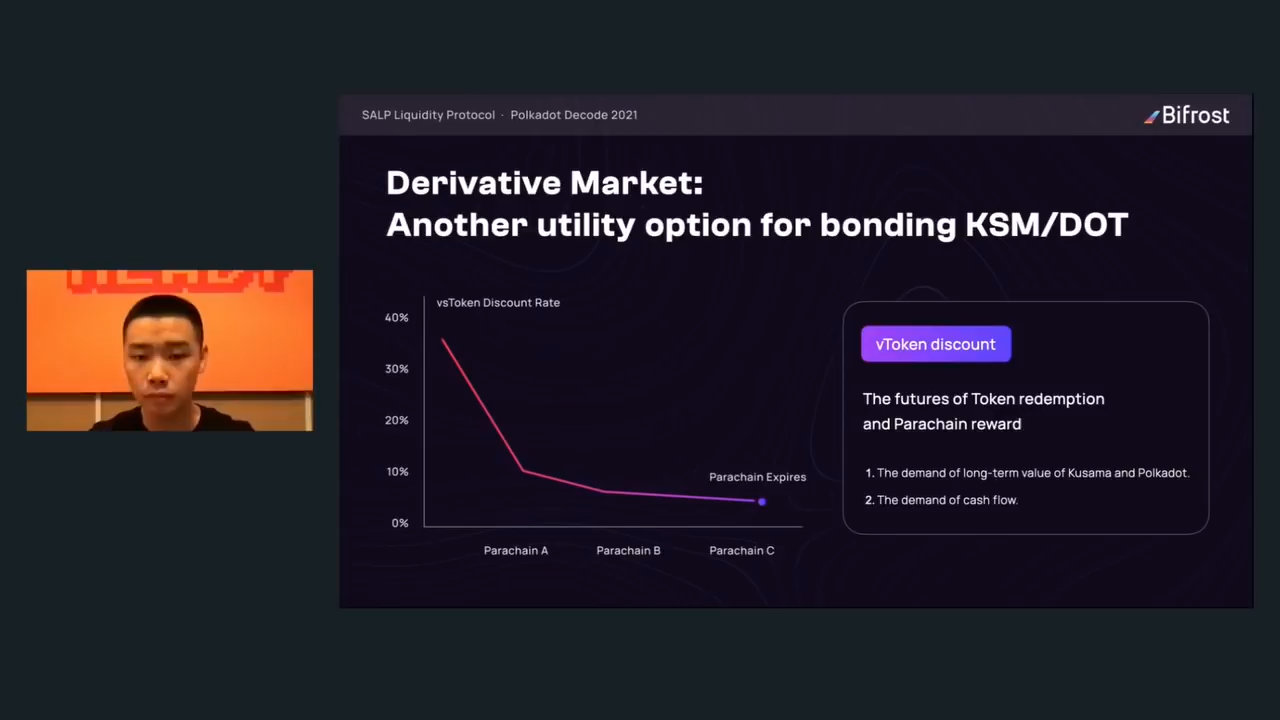 SALP Liquidity Protocol · Polkadot Decode 2021
Bifrost
Derivative Market:
Another utility option for bonding KSM/DOT
vsToken Discount Rate
40%
30%
20%
10%
0%
Parachain Expires
Parachain A
Parachain B
Parachain C
vToken discount
The futures of Token redemption
and Parachain reward
1. The demand of long-term value of Kusama and Polkadot.
2. The demand of cash flow.